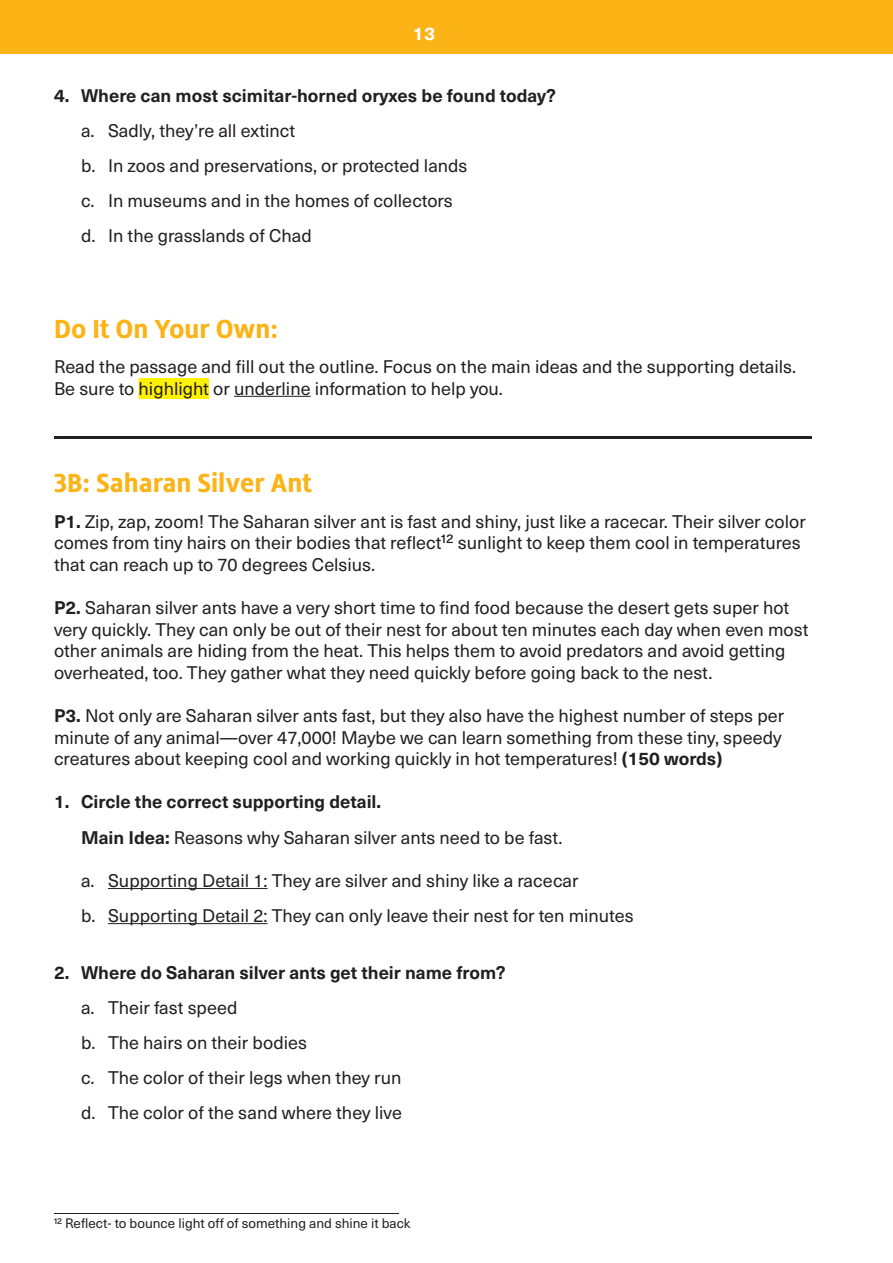 13
4. Where can most scimitar-horned oryxes be found today?
a. Sadly, they're all extinct
b. In zoos and preservations, or protected lands
c. In museums and in the homes of collectors
d. In the grasslands of Chad
Do It On Your Own:
Read the passage and fill out the outline. Focus on the main ideas and the supporting details.
Be sure to highlight or underline information to help you.
3B: Saharan Silver Ant
P1. Zip, zap, zoom! The Saharan silver ant is fast and shiny, just like a racecar. Their silver color
comes from tiny hairs on their bodies that reflect¹² sunlight to keep them cool in temperatures
that can reach up to 70 degrees Celsius.
P2. Saharan silver ants have a very short time to find food because the desert gets super hot
very quickly. They can only be out of their nest for about ten minutes each day when even most
other animals are hiding from the heat. This helps them to avoid predators and avoid getting
overheated, too. They gather what they need quickly before going back to the nest.
P3. Not only are Saharan silver ants fast, but they also have the highest number of steps per
minute of any animal—over 47,000! Maybe we can learn something from these tiny, speedy
creatures about keeping cool and working quickly in hot temperatures! (150 words)
1. Circle the correct supporting detail.
Main Idea: Reasons why Saharan silver ants need to be fast.
a. Supporting Detail 1: They are silver and shiny like a racecar
b. Supporting Detail 2: They can only leave their nest for ten minutes
2. Where do Saharan silver ants get their name from?
a. Their fast speed
b. The hairs on their bodies
c. The color of their legs when they run
d. The color of the sand where they live
¹² Reflect- to bounce light off of something and shine it back